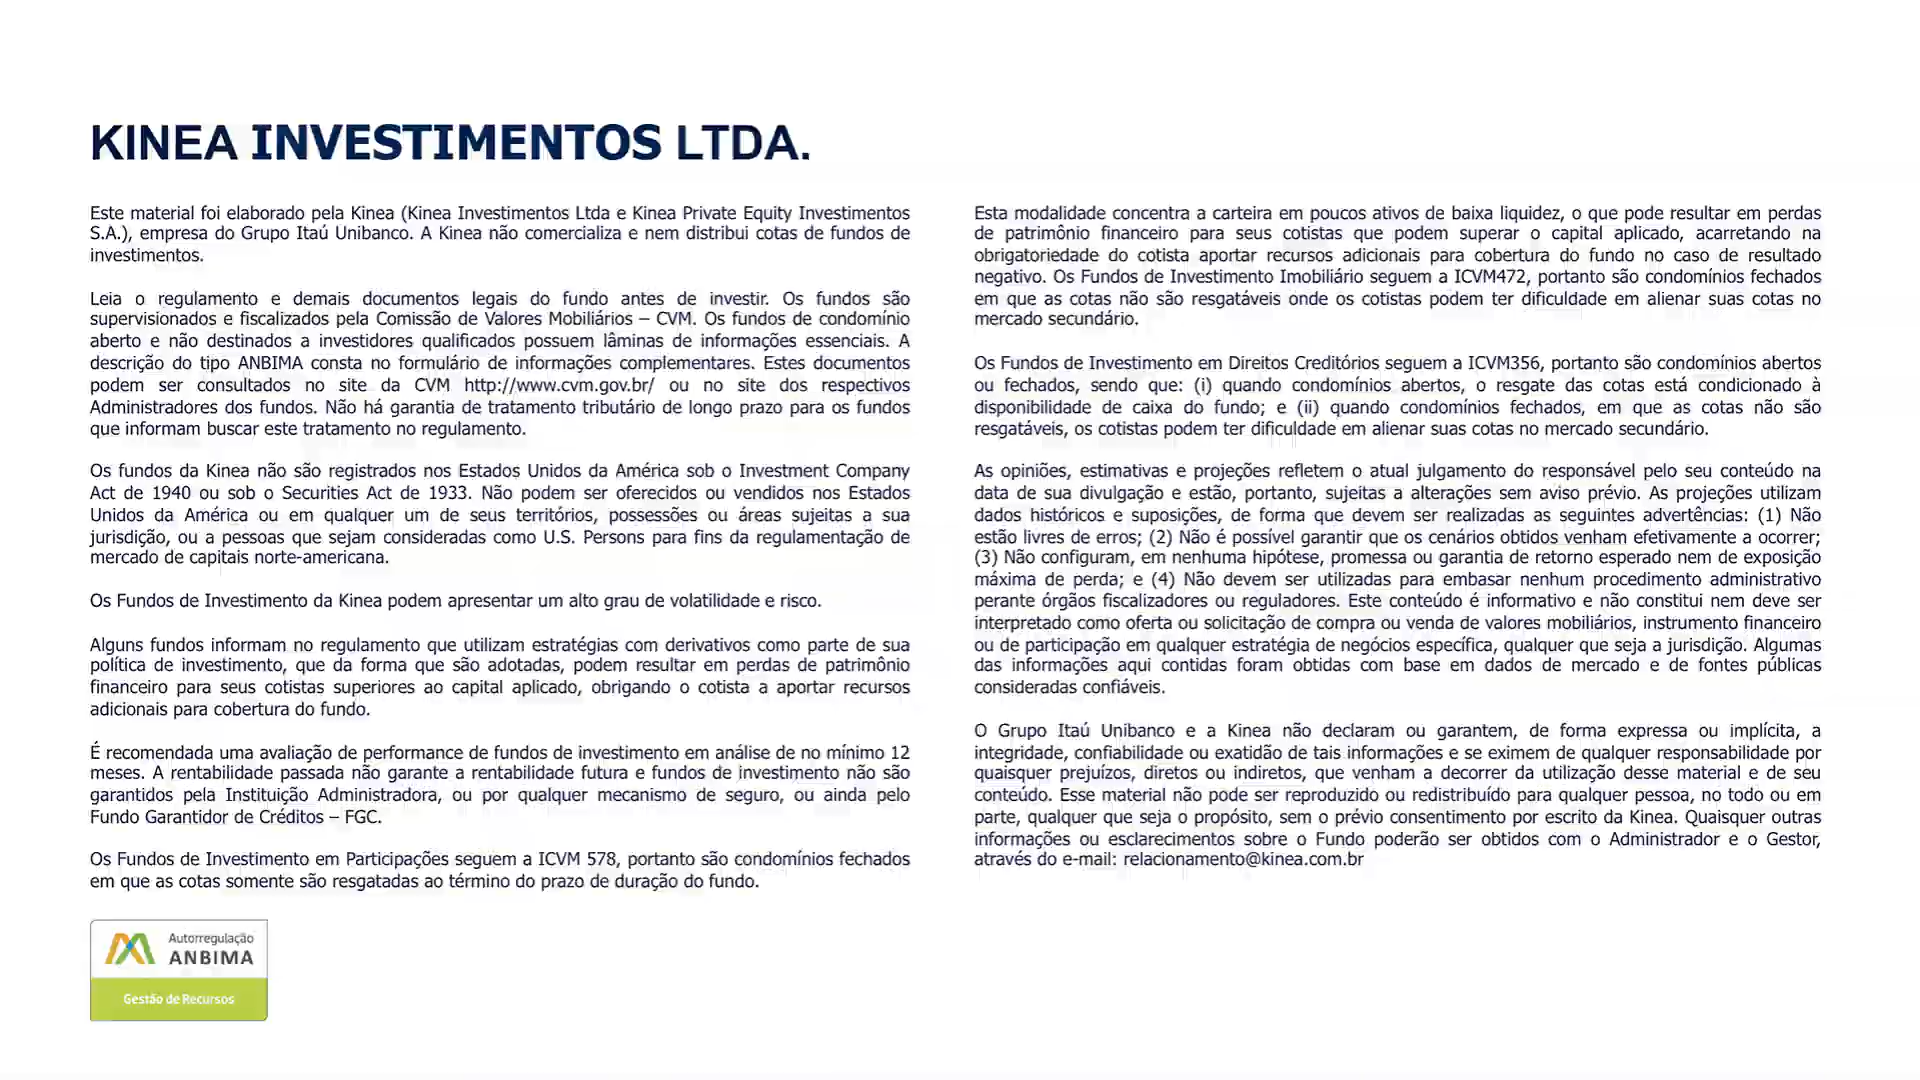 KINEA INVESTIMENTOS LTDA.
Este material foi elaborado pela Kinea (Kinea Investimentos Ltda e Kinea Private Equity Investimentos
S.A.), empresa do Grupo Itaú Unibanco. A Kinea não comercializa e nem distribui cotas de fundos de
investimentos.
Leia o regulamento e demais documentos legais do fundo antes de investir. Os fundos são
supervisionados e fiscalizados pela Comissão de Valores Mobiliários – CVM. Os fundos de condomínio
aberto e não destinados a investidores qualificados possuem lâminas de informações essenciais. A
descrição do tipo ANBIMA consta no formulário de informações complementares. Estes documentos
podem ser consultados no site da CVM http://www.cvm.gov.br/ ou no site dos respectivos
Administradores dos fundos. Não há garantia de tratamento tributário de longo prazo para os fundos
que informam buscar este tratamento no regulamento.
Os fundos da Kinea não são registrados nos Estados Unidos da América sob o Investment Company
Act de 1940 ou sob o Securities Act de 1933. Não podem ser oferecidos ou vendidos nos Estados
Unidos da América ou em qualquer um de seus territórios, possessões ou áreas sujeitas a sua
jurisdição, ou a pessoas que sejam consideradas como U.S. Persons para fins da regulamentação de
mercado de capitais norte-americana.
Os Fundos de Investimento da Kinea podem apresentar um alto grau de volatilidade e risco.
Alguns fundos informam no regulamento que utilizam estratégias com derivativos como parte de sua
política de investimento, que da forma que são adotadas, podem resultar em perdas de patrimônio
financeiro para seus cotistas superiores ao capital aplicado, obrigando o cotista a aportar recursos
adicionais para cobertura do fundo.
É recomendada uma avaliação de performance de fundos de investimento em análise de no mínimo 12
meses. A rentabilidade passada não garante a rentabilidade futura e fundos de investimento não são
garantidos pela Instituição Administradora, ou por qualquer mecanismo de seguro, ou ainda pelo
Fundo Garantidor de Créditos – FGC.
Os Fundos de Investimento em Participações seguem a ICVM 578, portanto são condomínios fechados
em que as cotas somente são resgatadas ao término do prazo de duração do fundo.
Esta modalidade concentra a carteira em poucos ativos de baixa liquidez, o que pode resultar em perdas
de patrimônio financeiro para seus cotistas que podem superar o capital aplicado, acarretando na
obrigatoriedade do cotista aportar recursos adicionais para cobertura do fundo no caso de resultado
negativo. Os Fundos de Investimento Imobiliário seguem a ICVM472, portanto são condomínios fechados
em que as cotas não são resgatáveis onde os cotistas podem ter dificuldade em alienar suas cotas no
mercado secundário.
Os Fundos de Investimento em Direitos Creditórios seguem a ICVM356, portanto são condomínios abertos
ou fechados, sendo que: (i) quando condomínios abertos, o resgate das cotas está condicionado à
disponibilidade de caixa do fundo; e (ii) quando condomínios fechados, em que as cotas não são
resgatáveis, os cotistas podem ter dificuldade em alienar suas cotas no mercado secundário.
As opiniões, estimativas e projeções refletem o atual julgamento do responsável pelo seu conteúdo na
data de sua divulgação e estão, portanto, sujeitas a alterações sem aviso prévio. As projeções utilizam
dados históricos e suposições, de forma que devem ser realizadas as seguintes advertências: (1) Não
estão livres de erros; (2) Não é possível garantir que os cenários obtidos venham efetivamente a ocorrer;
(3) Não configuram, em nenhuma hipótese, promessa ou garantia de retorno esperado nem de exposição
máxima de perda; e (4) Não devem ser utilizadas para embasar nenhum procedimento administrativo
perante órgãos fiscalizadores ou reguladores. Este conteúdo é informativo e não constitui nem deve ser
interpretado como oferta ou solicitação de compra ou venda de valores mobiliários, instrumento financeiro
ou de participação em qualquer estratégia de negócios específica, qualquer que seja a jurisdição. Algumas
das informações aqui contidas foram obtidas com base em dados de mercado e de fontes públicas
consideradas confiáveis.
O Grupo Itaú Unibanco e a Kinea não declaram ou garantem, de forma expressa ou implícita, a
integridade, confiabilidade ou exatidão de tais informações e se eximem de qualquer responsabilidade por
quaisquer prejuízos, diretos ou indiretos, que venham a decorrer da utilização desse material e de seu
conteúdo. Esse material não pode ser reproduzido ou redistribuído para qualquer pessoa, no todo ou em
parte, qualquer que seja o propósito, sem o prévio consentimento por escrito da Kinea. Quaisquer outras
informações ou esclarecimentos sobre o Fundo poderão ser obtidos com o Administrador e o Gestor,
através do e-mail: relacionamento@kinea.com.br
Autorregulação
ANBIMA
Gestão de Recursos